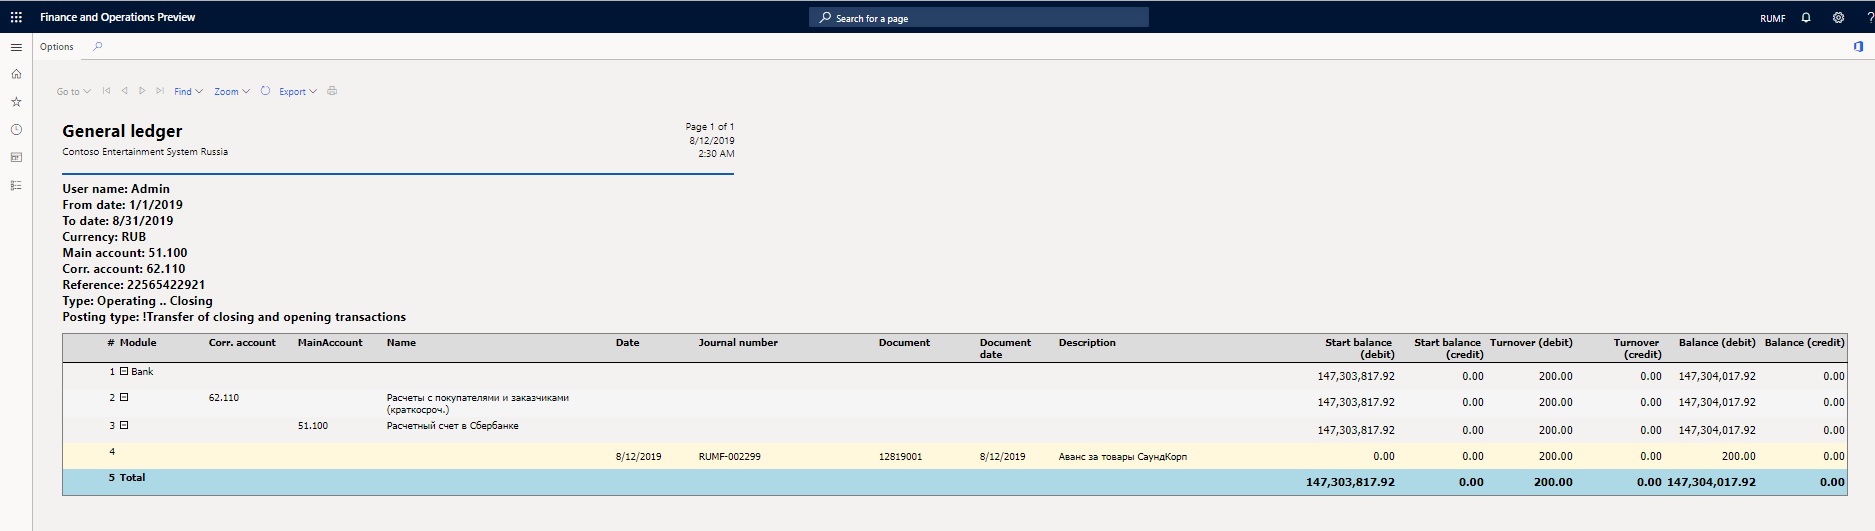 Finance and Operations Preview
Search for a page
RUMF
?
Options
Go to
Find
Zoom
Export
General ledger
Contoso Entertainment System Russia
Page 1 of 1
8/12/2019
2:30 AM
User name: Admin
From date: 1/1/2019
To date: 8/31/2019
Currency: RUB
Main account: 51.100
Corr. account: 62.110
Reference: 22565422921
Type: Operating .. Closing
Posting type: !Transfer of closing and opening transactions
# Module Corr. account MainAccount Name Date Journal number Document Document date Description Start balance (debit) Start balance (credit) Turnover (debit) Turnover (credit) Balance (debit) Balance (credit)
1 Bank 147,303,817.92 0.00 200.00 0.00 147,304,017.92 0.00
2 62.110 Расчеты с покупателями и заказчиками (краткосроч.) 147,303,817.92 0.00 200.00 0.00 147,304,017.92 0.00
3 51.100 Расчетный счет в Сбербанке 147,303,817.92 0.00 200.00 0.00 147,304,017.92 0.00
4 8/12/2019 RUMF-002299 12819001 8/12/2019 Аванс за товары СаундКорп 0.00 0.00 200.00 0.00 200.00 0.00
5 Total 147,303,817.92 0.00 200.00 0.00 147,304,017.92 0.00